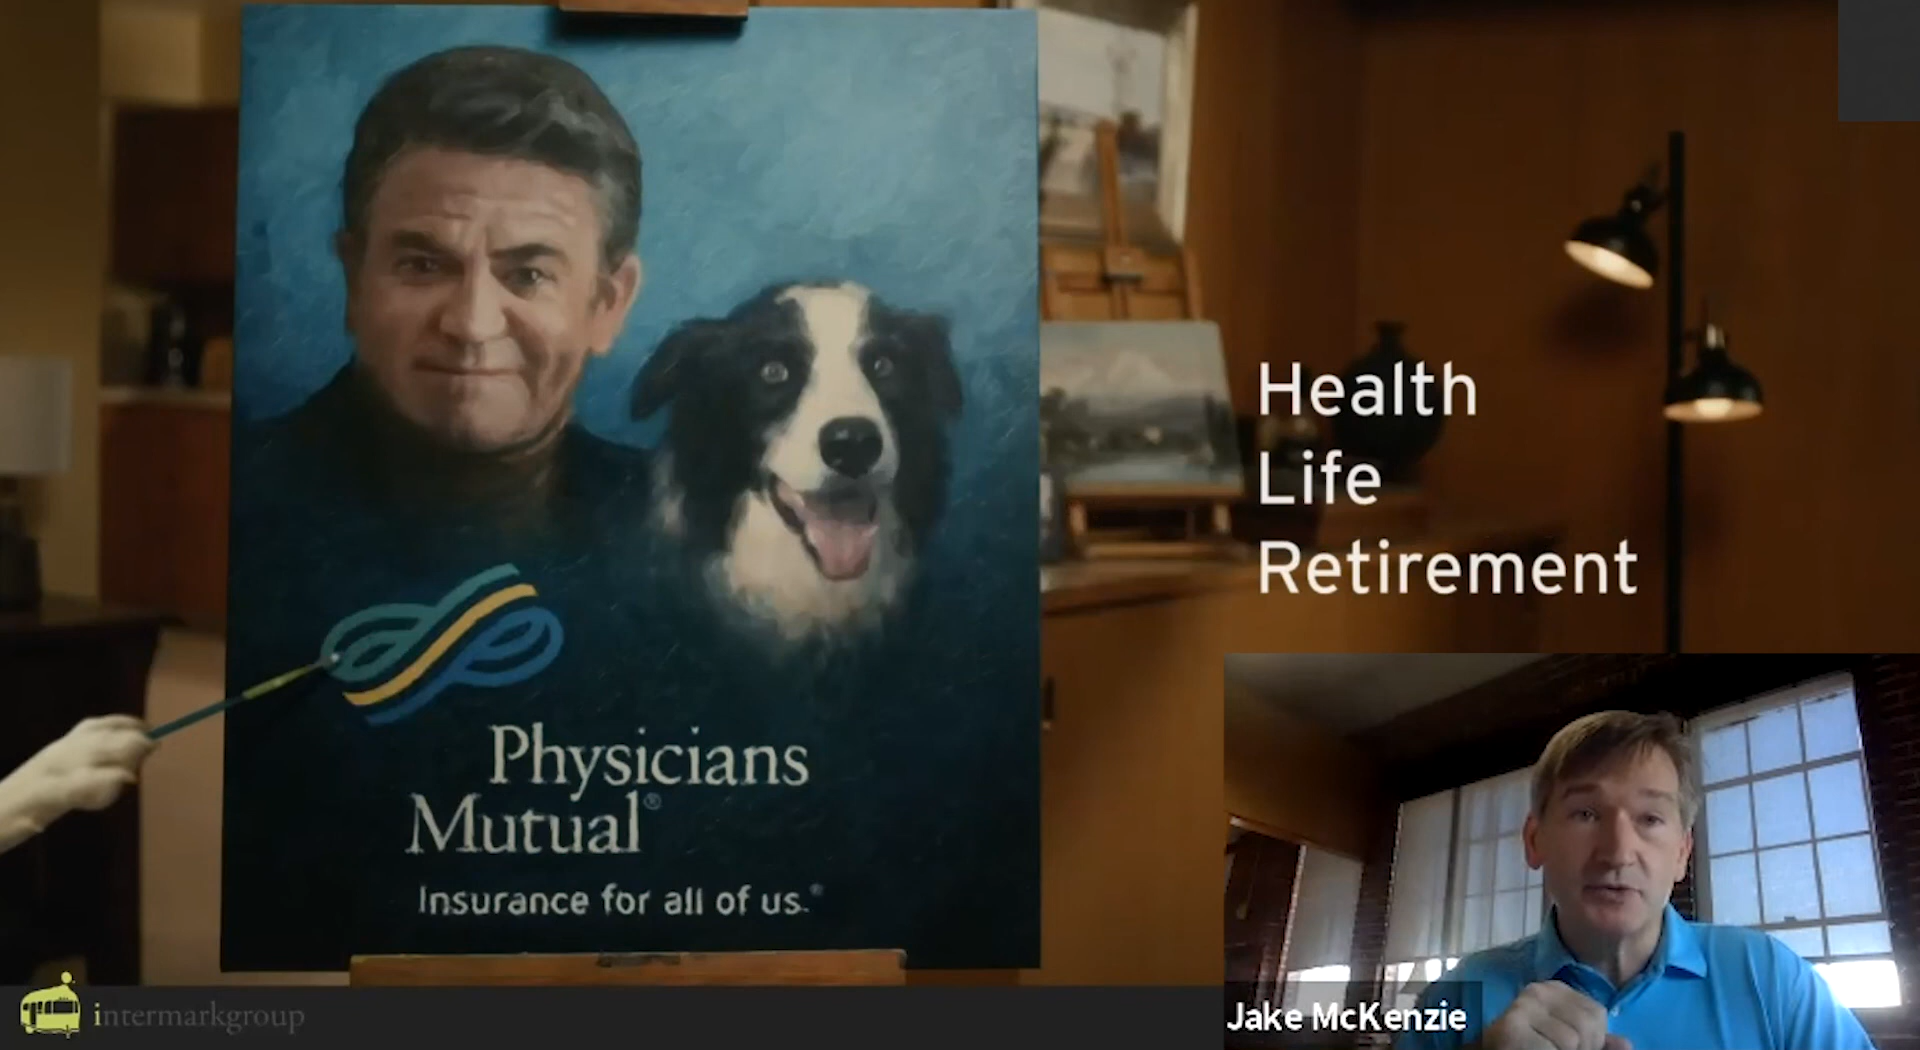 Health
Life
Retirement
Physicians
Mutual®
Insurance for all of us.®
intermarkgroup
Jake McKenzie